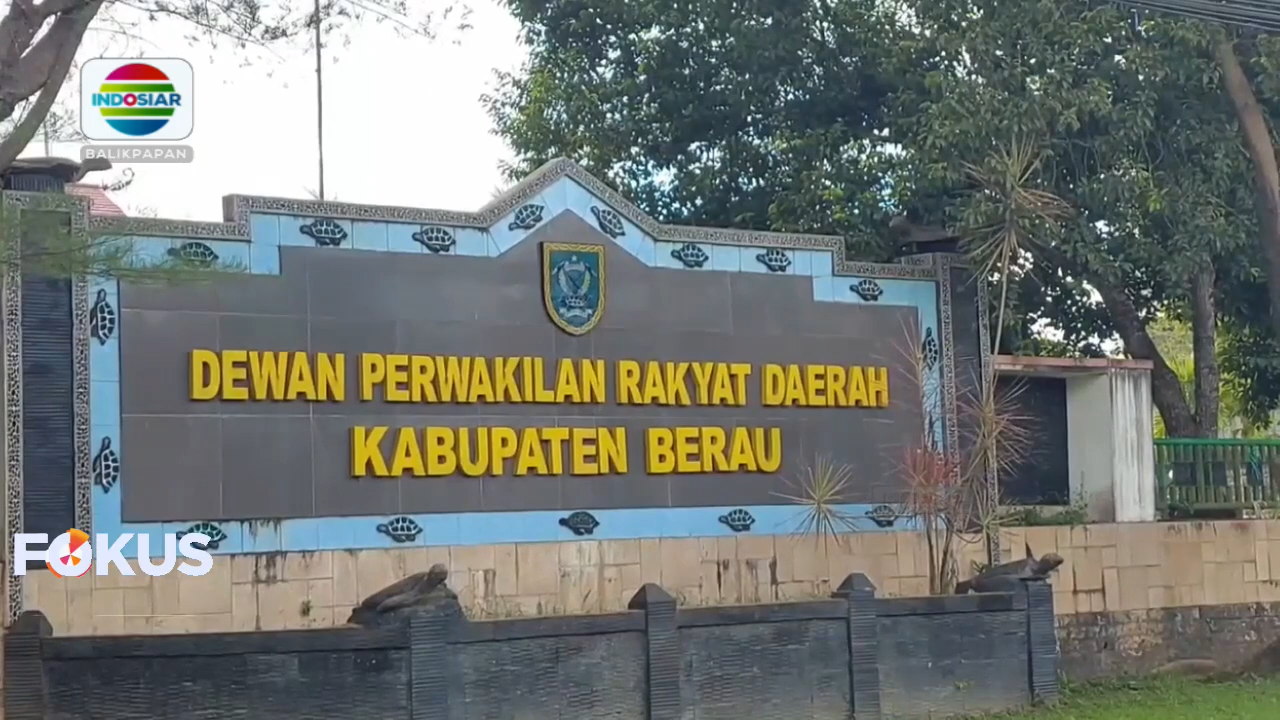 INDOSIAR
BALIKPAPAN
DEWAN PERWAKILAN RAKYAT DAERAH
KABUPATEN BERAU
FOKUS